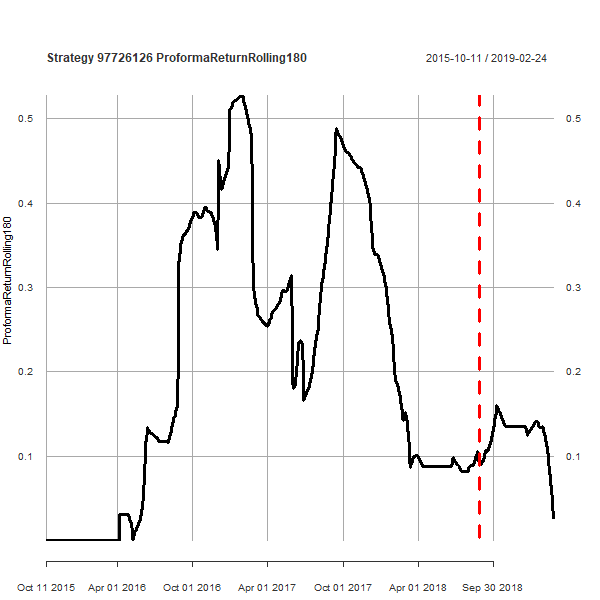 Strategy 97726126 ProformaReturnRolling180
2015-10-11 / 2019-02-24
ProformaReturnRolling180
0.5
0.4
0.3
0.2
0.1
0.5
0.4
0.3
0.2
0.1
Oct 11 2015
Apr 01 2016
Oct 01 2016
Apr 01 2017
Oct 01 2017
Apr 01 2018
Sep 30 2018